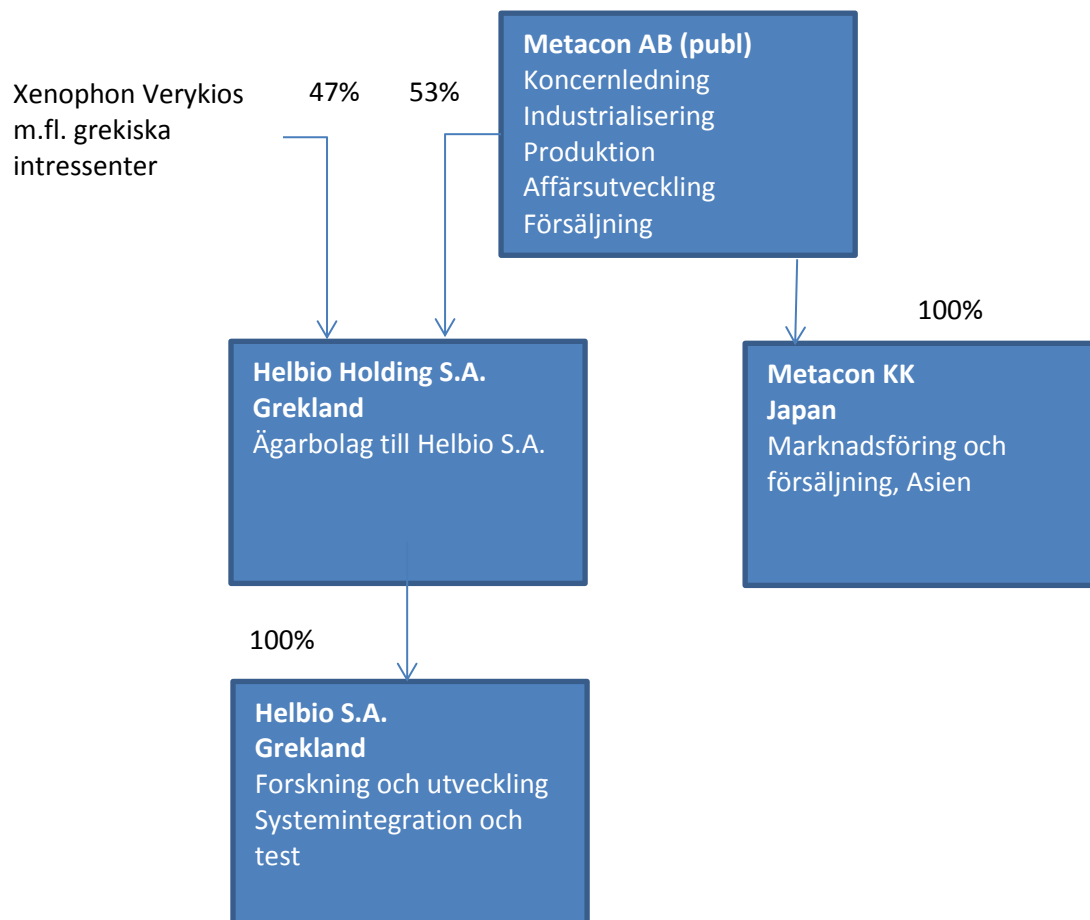 Metacon AB (publ)
Koncernledning
Industrialisering
Produktion
Affärsutveckling
Försäljning
Xenophon Verykios
m.fl. grekiska
intressenter
47%
53%
100%
Helbio Holding S.A.
Grekland
Ägarbolag till Helbio S.A.
Metacon KK
Japan
Marknadsföring och
försäljning, Asien
100%
Helbio S.A.
Grekland
Forskning och utveckling
Systemintegration och
test